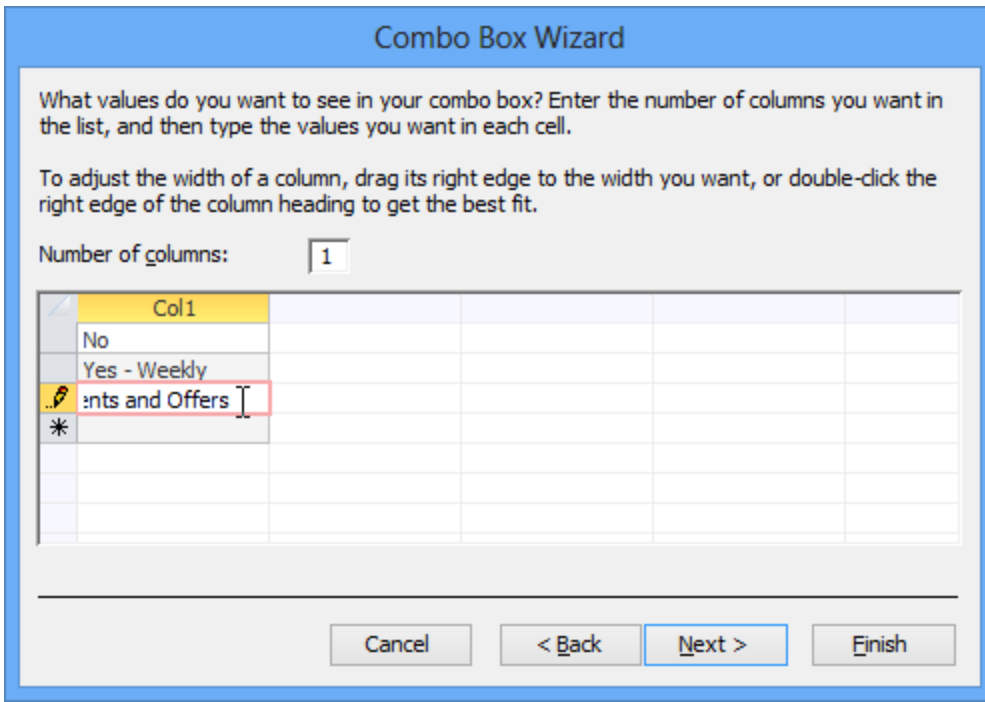 Combo Box Wizard
What values do you want to see in your combo box? Enter the number of columns you want in
the list, and then type the values you want in each cell.
To adjust the width of a column, drag its right edge to the width you want, or double-click the
right edge of the column heading to get the best fit.
Number of columns: 1
Col1
No
Yes - Weekly
ents and Offers
Cancel < Back Next > Finish